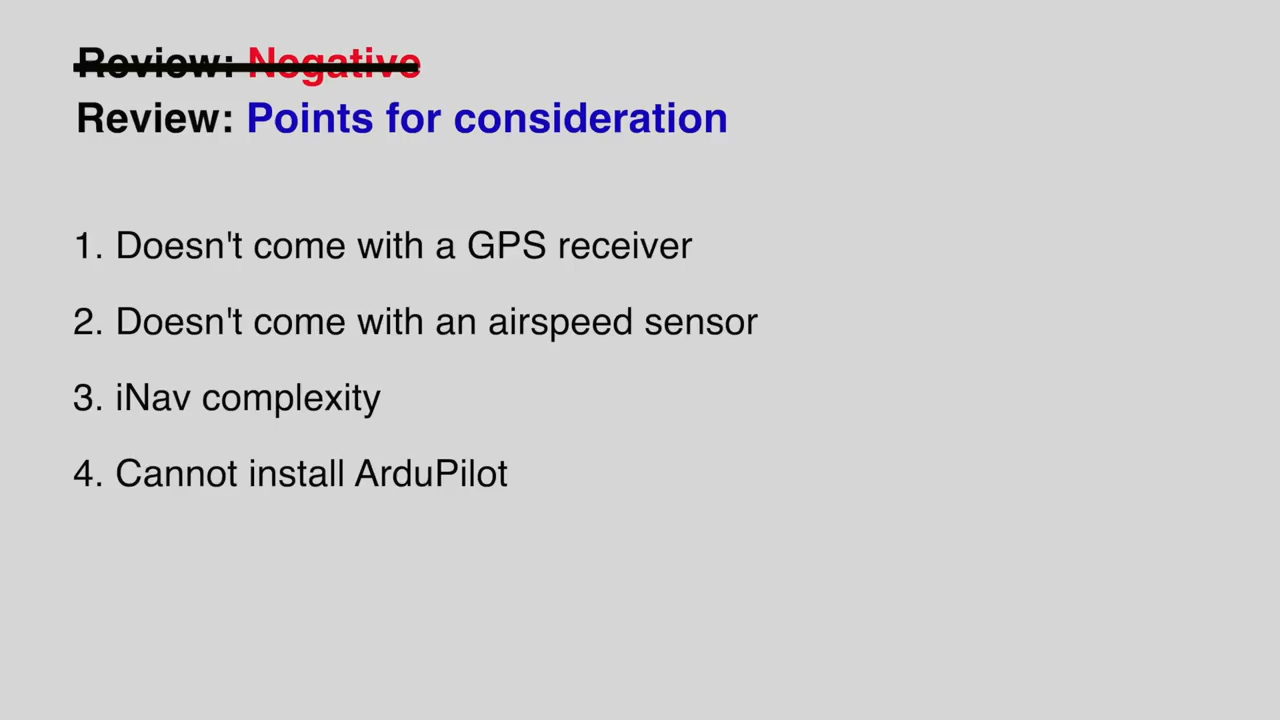 Review: Negative
Review: Points for consideration
1. Doesn't come with a GPS receiver
2. Doesn't come with an airspeed sensor
3. iNav complexity
4. Cannot install ArduPilot